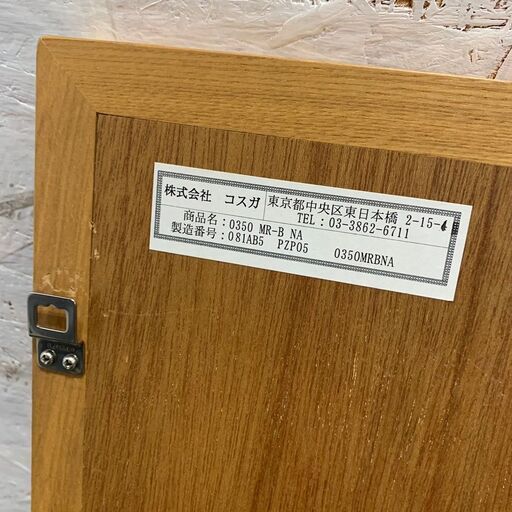 株式会社 コスガ 東京都中央区東日本橋 2-15-4
TEL:03-3862-6711
商品名:0350 MR-B NA
製造番号:081AB5 PZP05 0350MRBNA